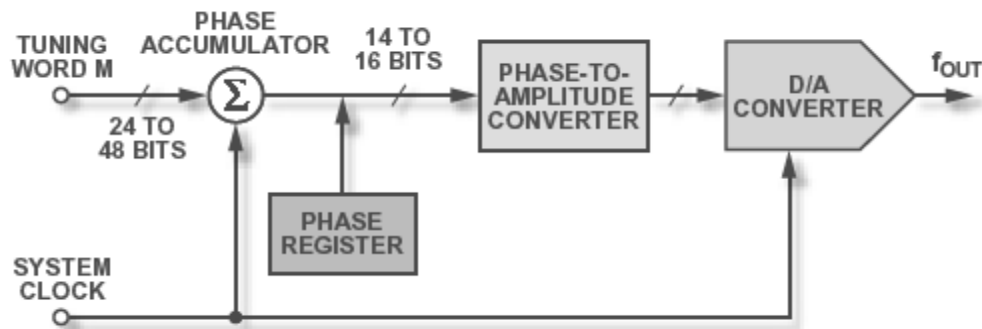 TUNING
WORD M
24 TO
48 BITS
PHASE
ACCUMULATOR
Σ
14 TO
16 BITS
PHASE
REGISTER
PHASE-TO-
AMPLITUDE
CONVERTER
D/A
CONVERTER
fOUT
SYSTEM
CLOCK